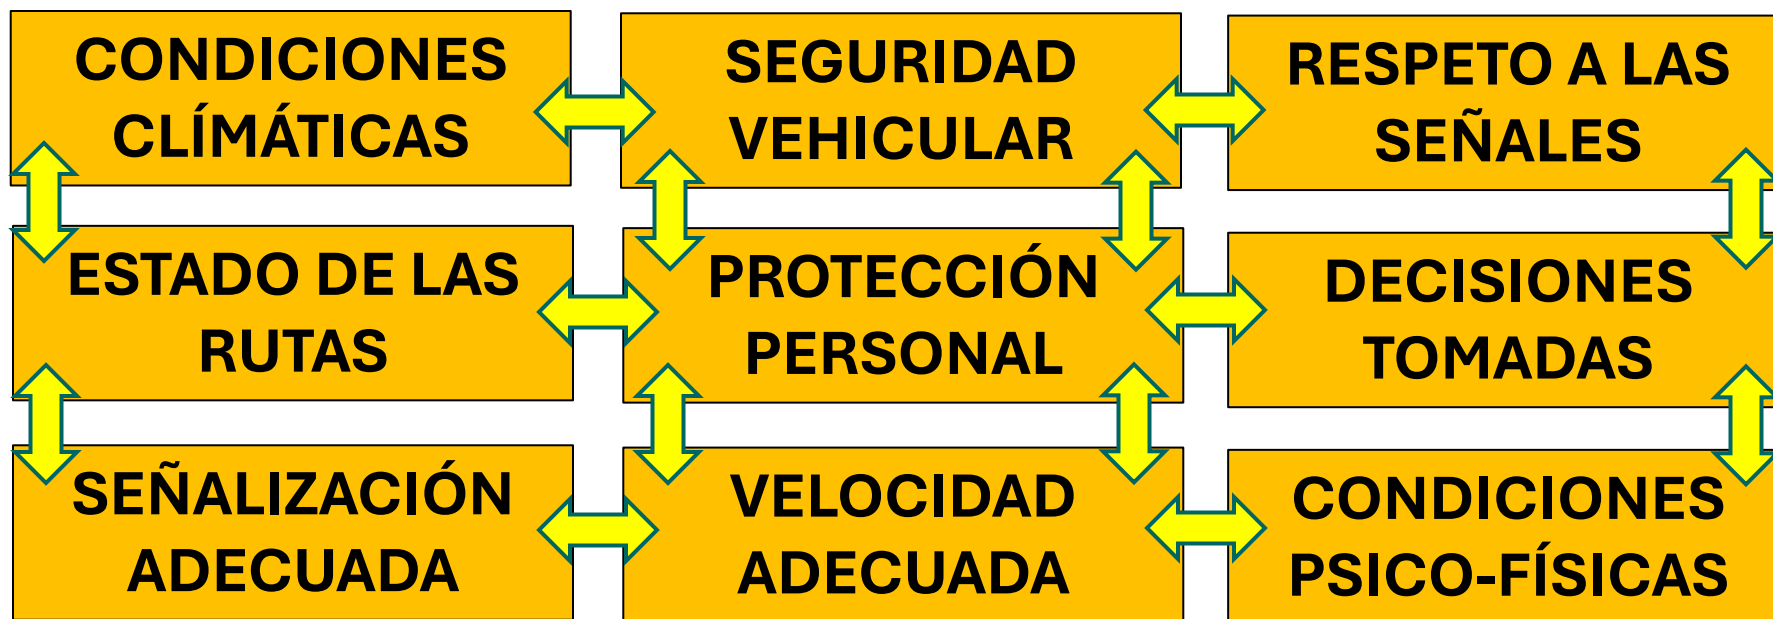 CONDICIONES
CLÍMÁTICAS
SEGURIDAD
VEHICULAR
RESPETO A LAS
SEÑALES
ESTADO DE LAS
RUTAS
PROTECCIÓN
PERSONAL
DECISIONES
TOMADAS
SEÑALIZACIÓN
ADECUADA
VELOCIDAD
ADECUADA
CONDICIONES
PSICO-FÍSICAS